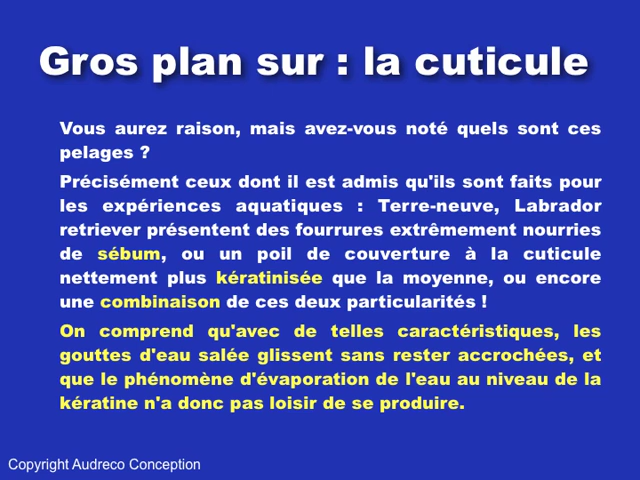 Gros plan sur : la cuticule
Vous aurez raison, mais avez-vous noté quels sont ces
pelages ?
Précisément ceux dont il est admis qu'ils sont faits pour
les expériences aquatiques : Terre-neuve, Labrador
retriever présentent des fourrures extrêmement nourries
de sébum, ou un poil de couverture à la cuticule
nettement plus kératinisée que la moyenne, ou encore
une combinaison de ces deux particularités !
On comprend qu'avec de telles caractéristiques, les
gouttes d'eau salée glissent sans rester accrochées, et
que le phénomène d'évaporation de l'eau au niveau de la
kératine n'a donc pas loisir de se produire.
Copyright Audreco Conception